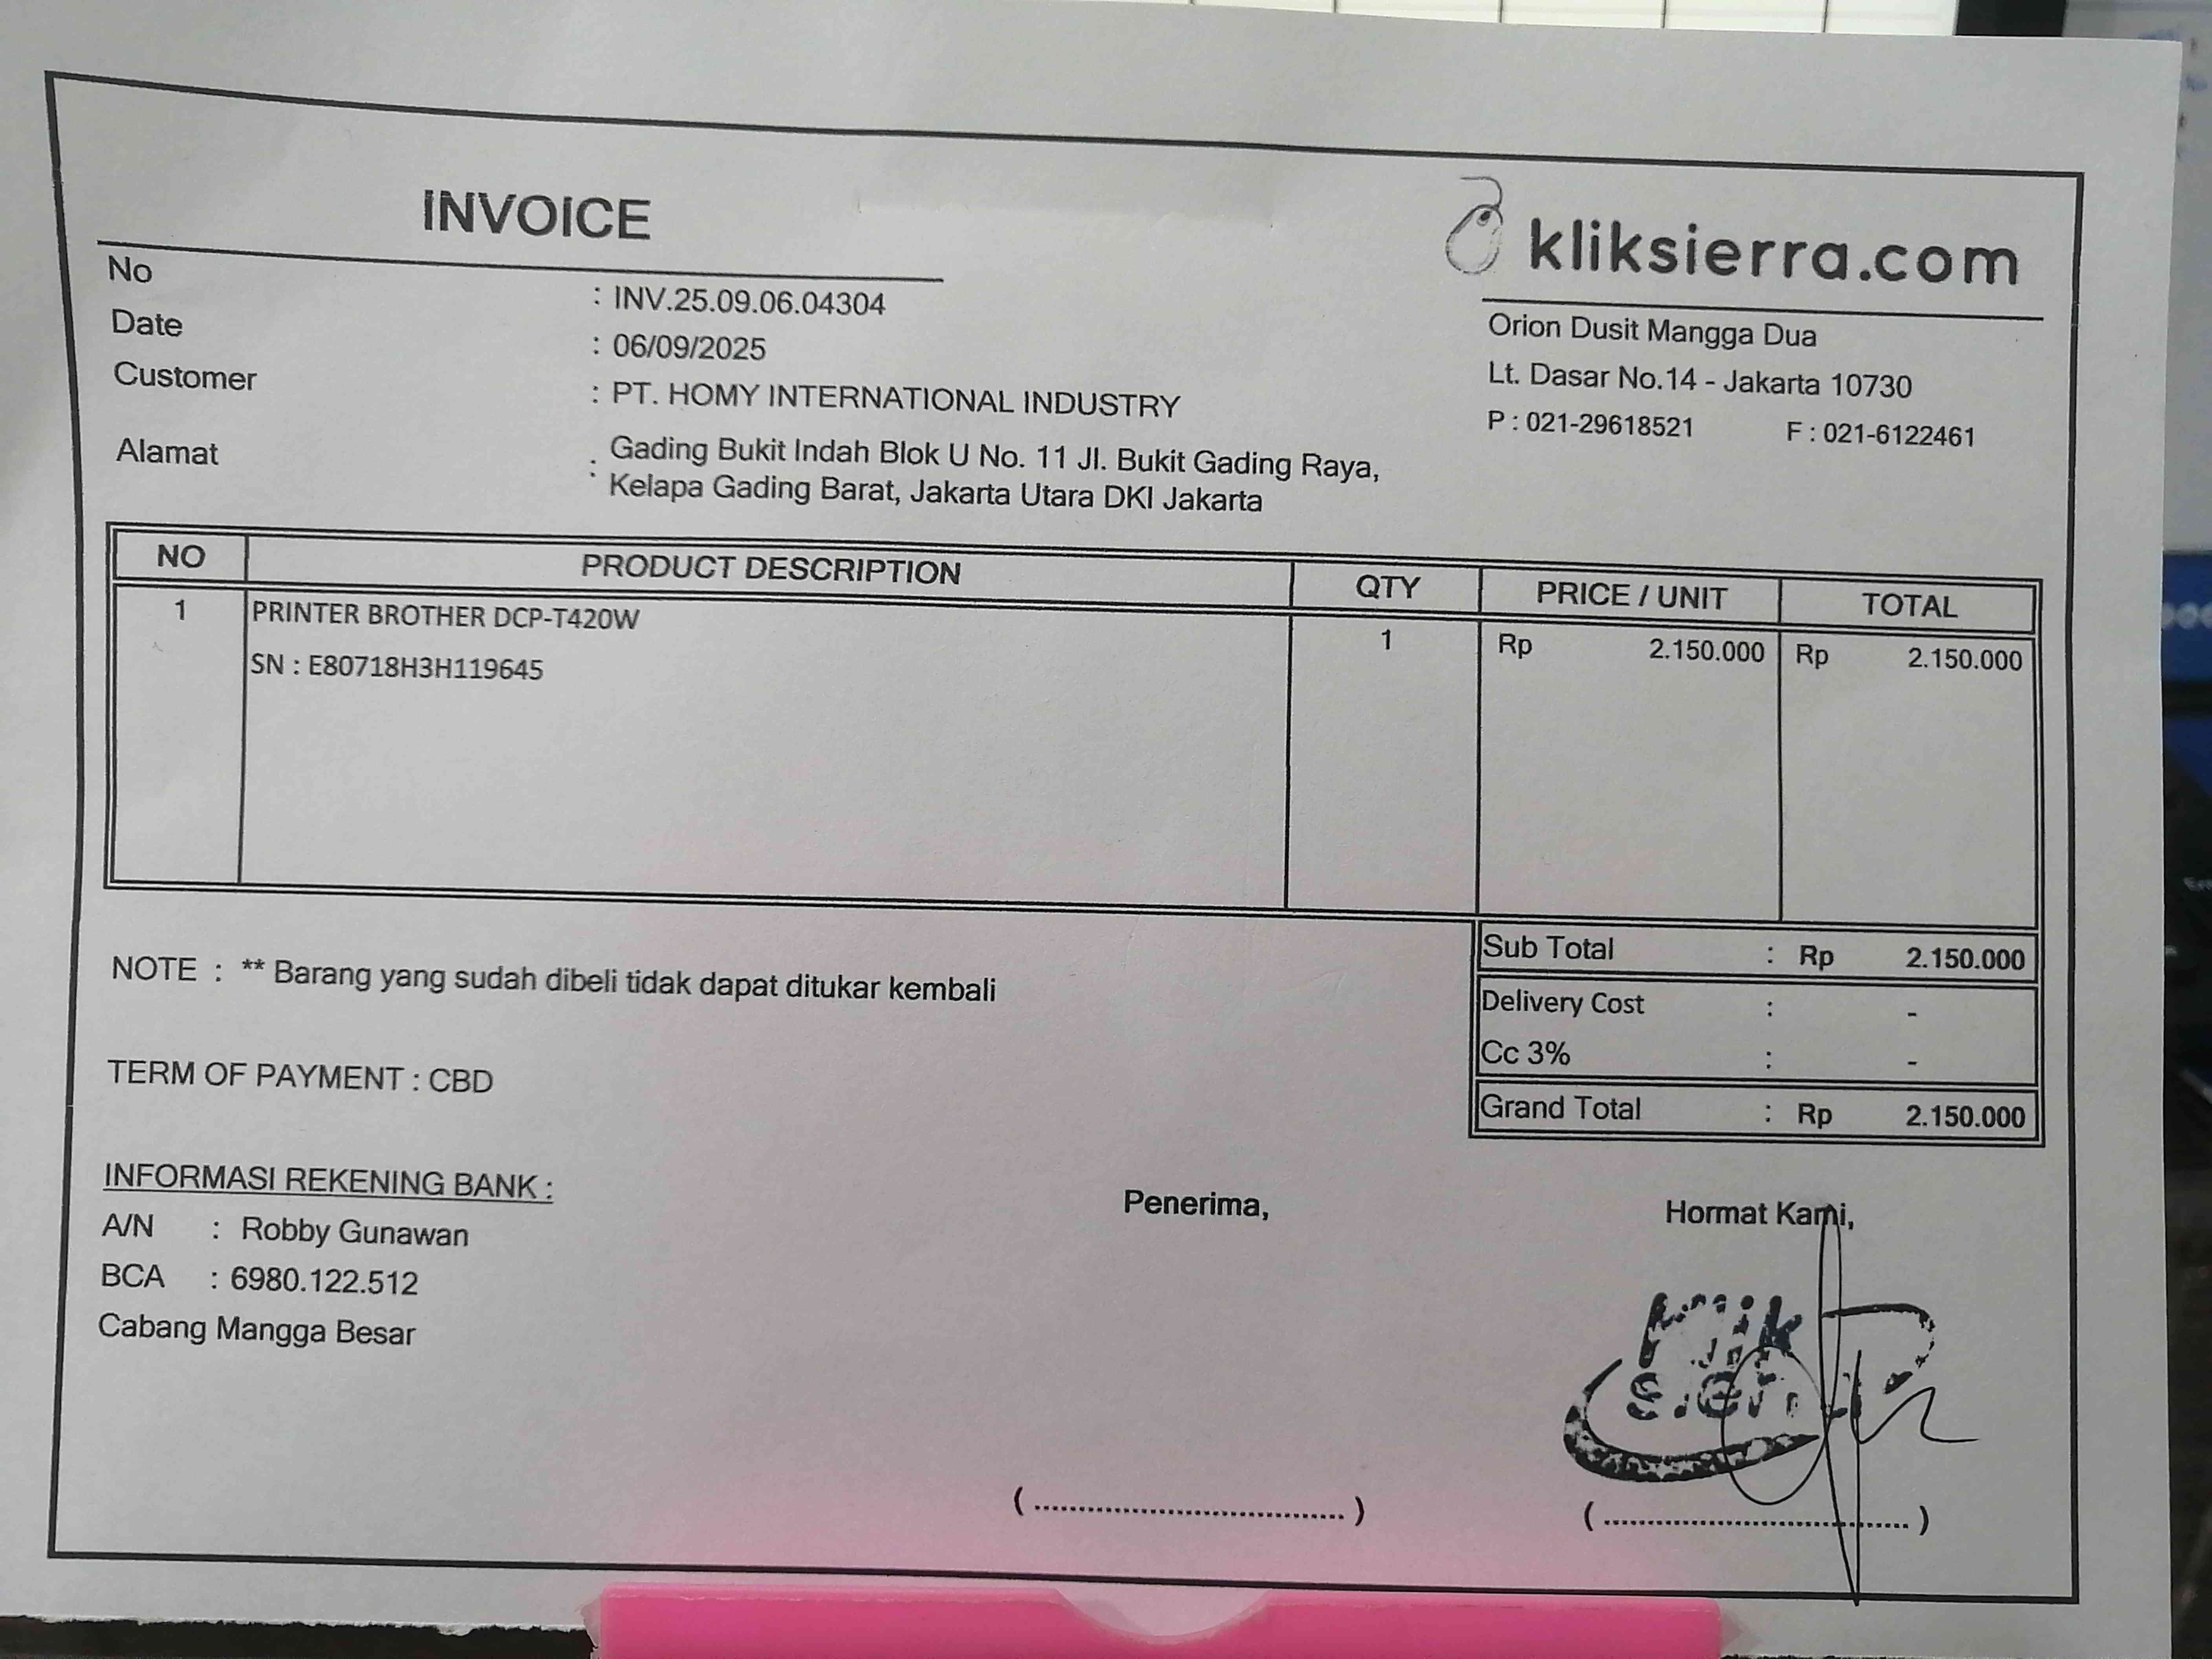 INVOICE
kliksierra.com
No : INV.25.09.06.04304
Date : 06/09/2025
Customer : PT. HOMY INTERNATIONAL INDUSTRY
Alamat : Gading Bukit Indah Blok U No. 11 Jl. Bukit Gading Raya,
Kelapa Gading Barat, Jakarta Utara DKI Jakarta
Orion Dusit Mangga Dua
Lt. Dasar No.14 - Jakarta 10730
P : 021-29618521 F : 021-6122461
NO PRODUCT DESCRIPTION QTY PRICE / UNIT TOTAL
1 PRINTER BROTHER DCP-T420W 1 Rp 2.150.000 Rp 2.150.000
SN : E80718H3H119645
Sub Total : Rp 2.150.000
Delivery Cost : -
Cc 3% : -
Grand Total : Rp 2.150.000
NOTE : ** Barang yang sudah dibeli tidak dapat ditukar kembali
TERM OF PAYMENT : CBD
INFORMASI REKENING BANK :
A/N : Robby Gunawan
BCA : 6980.122.512
Cabang Mangga Besar
Penerima,
( ........................................ )
Hormat Kami,
Klik
( ........................................ )